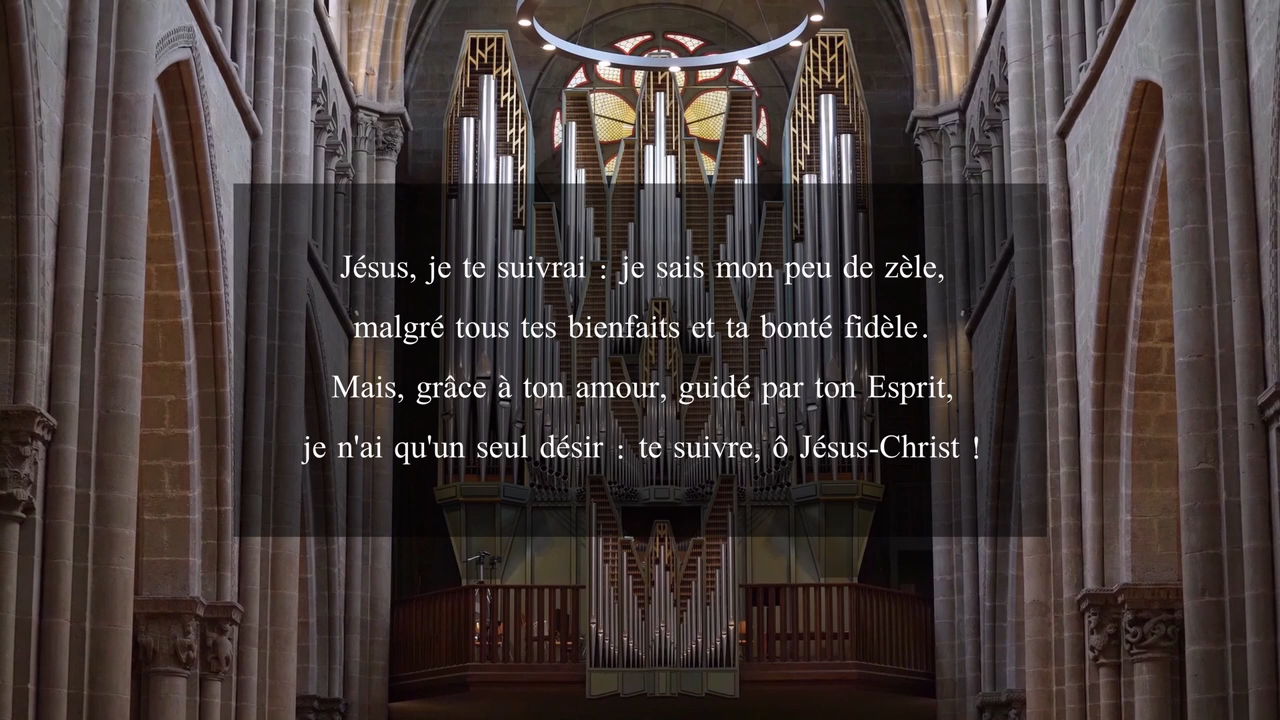 Jésus, je te suivrai : je sais mon peu de zèle,
malgré tous tes bienfaits et ta bonté fidèle.
Mais, grâce à ton amour, guidé par ton Esprit,
je n'ai qu'un seul désir : te suivre, ô Jésus-Christ !